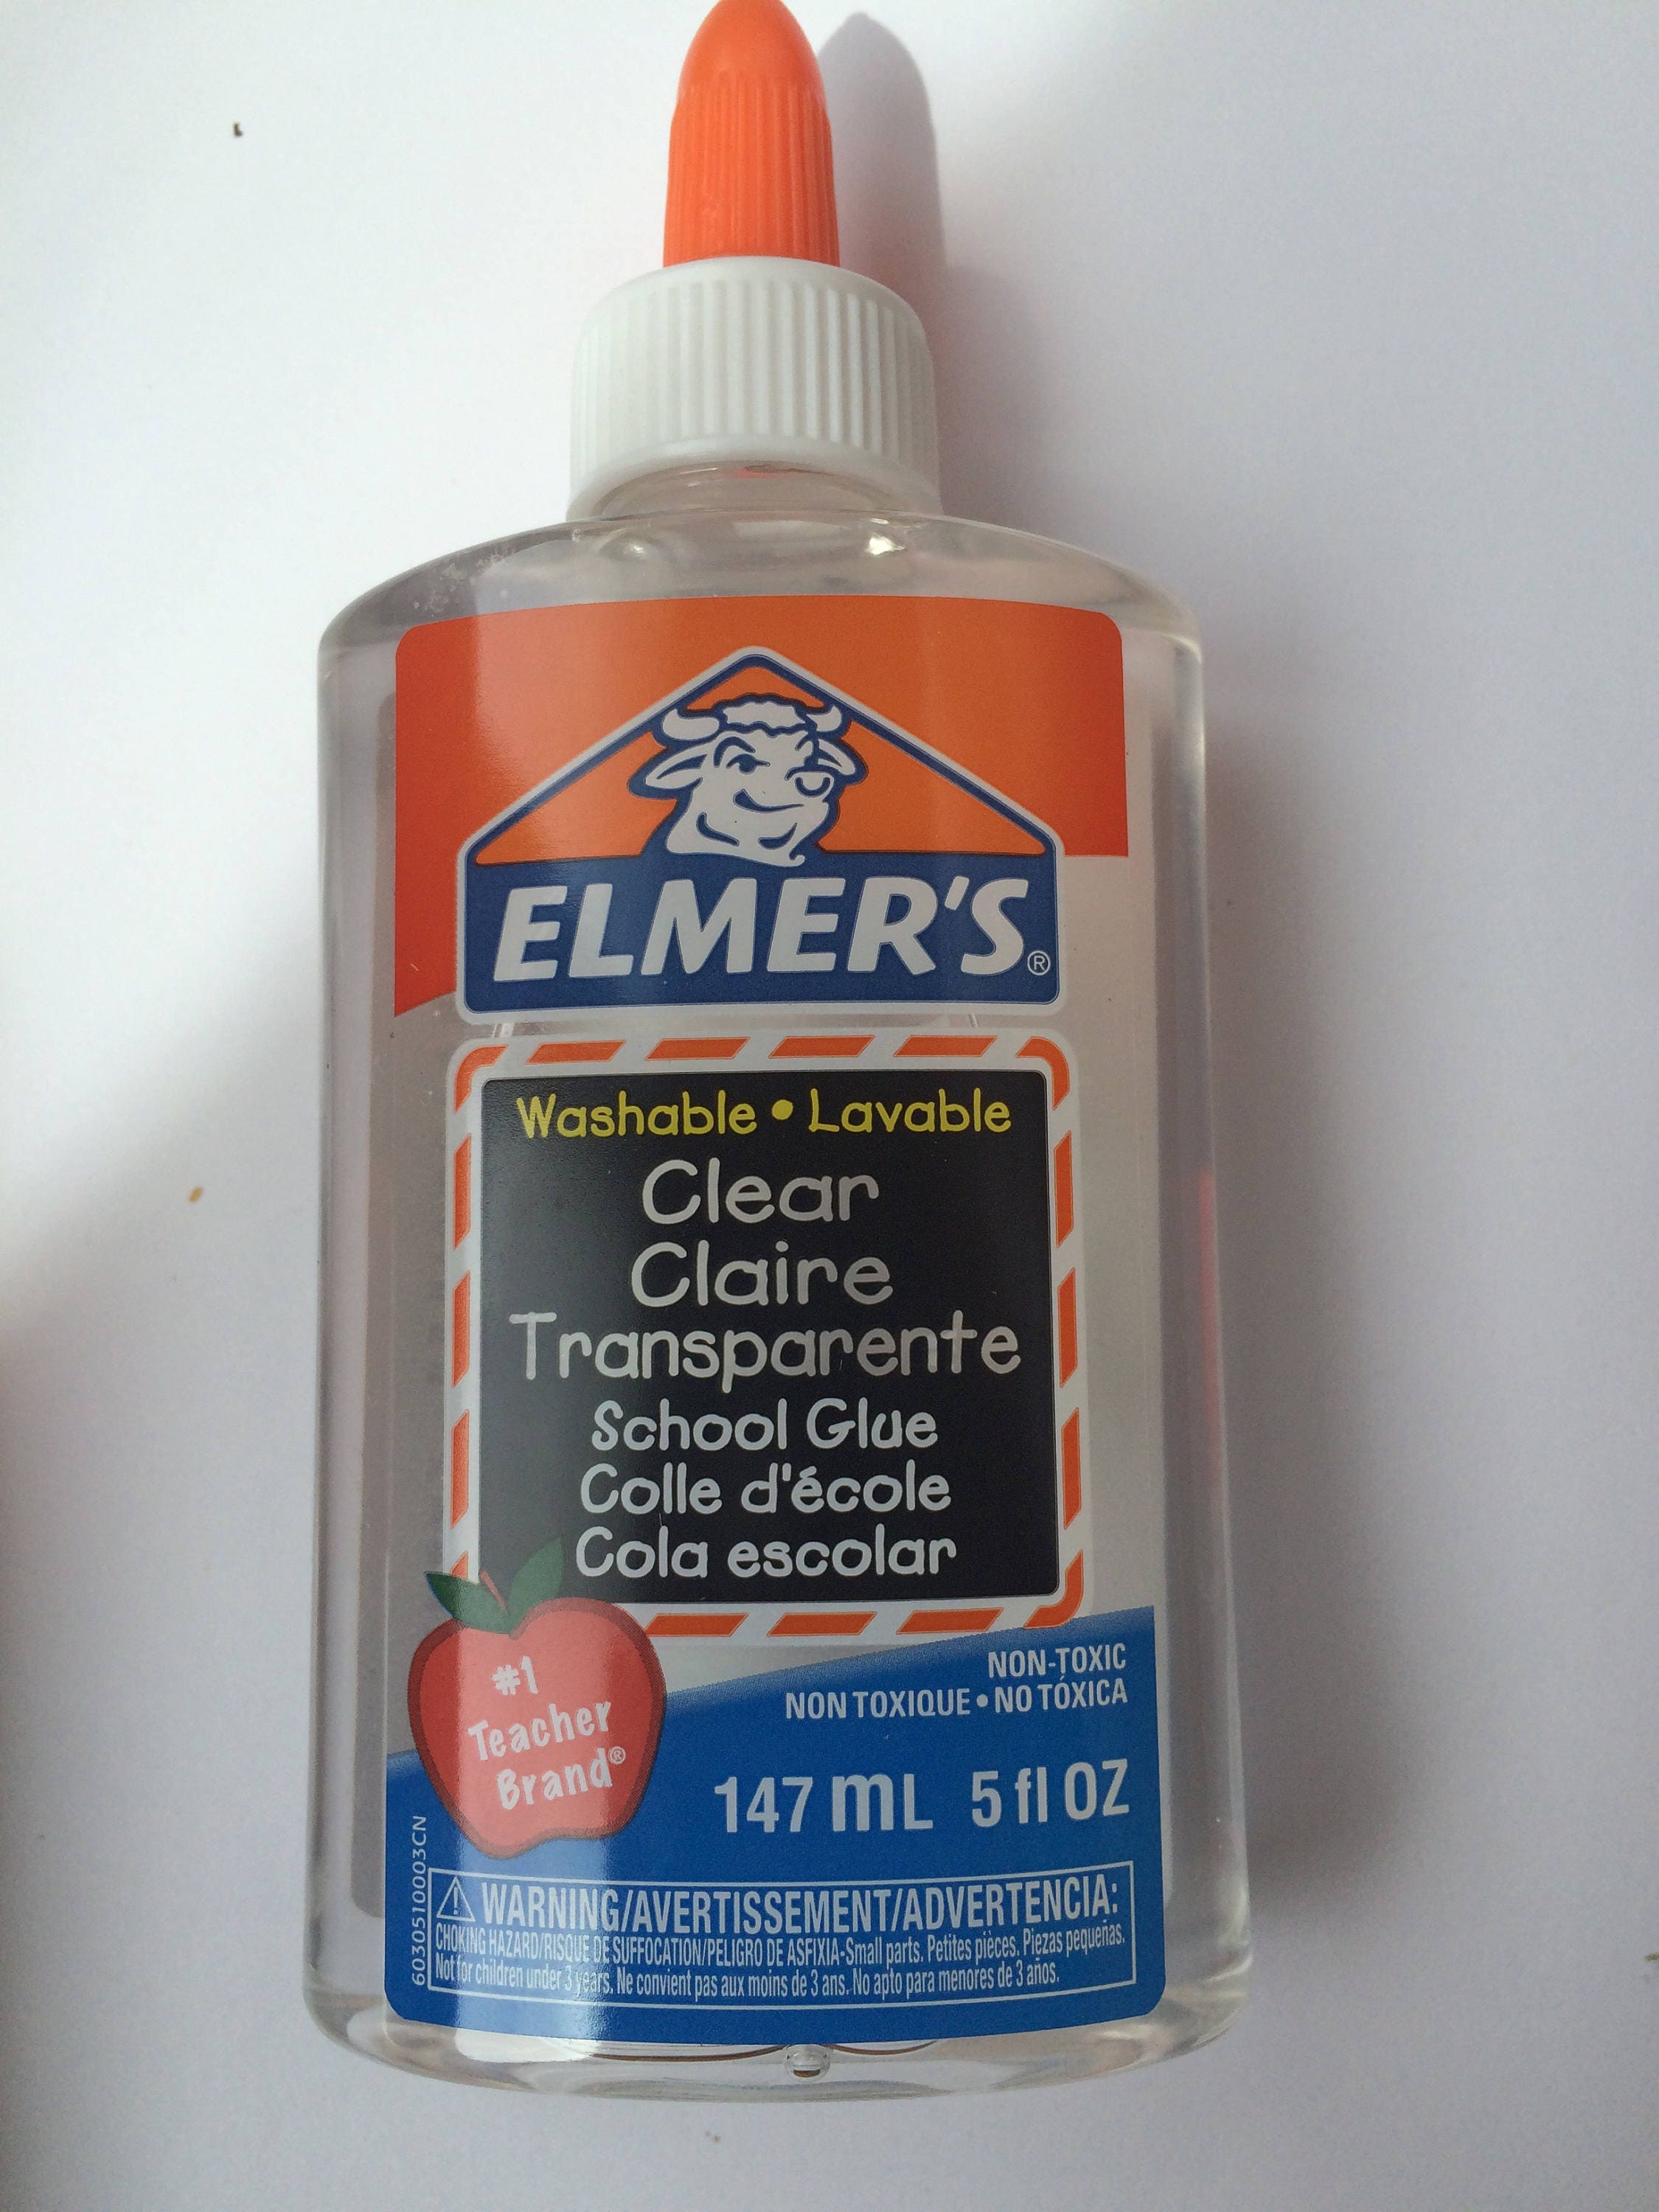 ELMER'S®
Washable • Lavable
Clear
Claire
Transparente
School Glue
Colle d'école
Cola escolar
#1
Teacher
Brand®
NON-TOXIC
NON TOXIQUE • NO TÓXICA
147 mL 5 fl OZ
6030510003CN
WARNING/AVERTISSEMENT/ADVERTENCIA:
CHOKING HAZARD/RISQUE DE SUFFOCATION/PELIGRO DE ASFIXIA-Small parts. Petites pièces. Piezas pequeñas.
Not for children under 3 years. Ne convient pas aux moins de 3 ans. No apto para menores de 3 años.